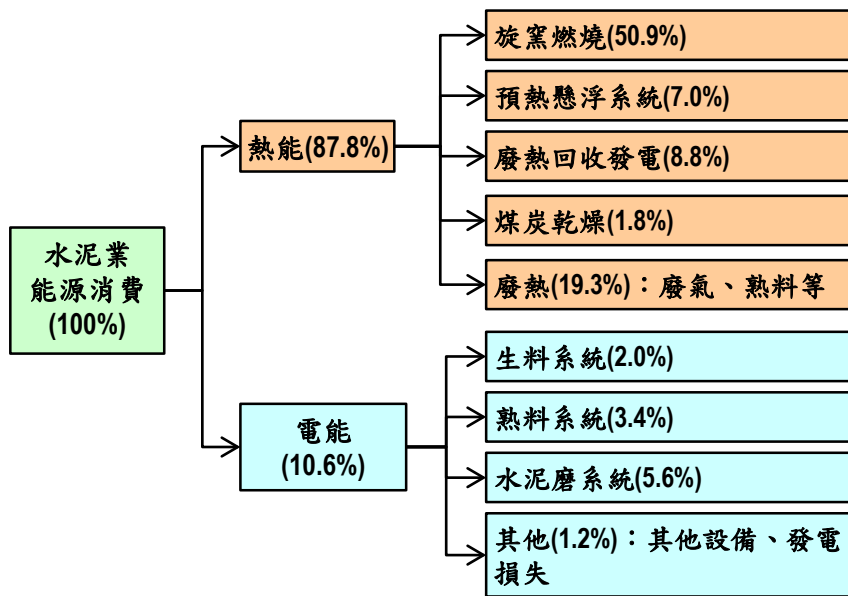 水泥業
能源消費
(100%)
熱能(87.8%)
旋窯燃燒(50.9%)
預熱懸浮系統(7.0%)
廢熱回收發電(8.8%)
煤炭乾燥(1.8%)
廢熱(19.3%)：廢氣、熟料等
電能
(10.6%)
生料系統(2.0%)
熟料系統(3.4%)
水泥磨系統(5.6%)
其他(1.2%)：其他設備、發電
損失